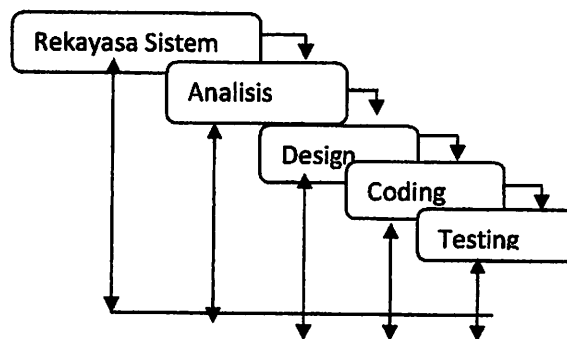 Rekayasa Sistem
Analisis
Design
Coding
Testing